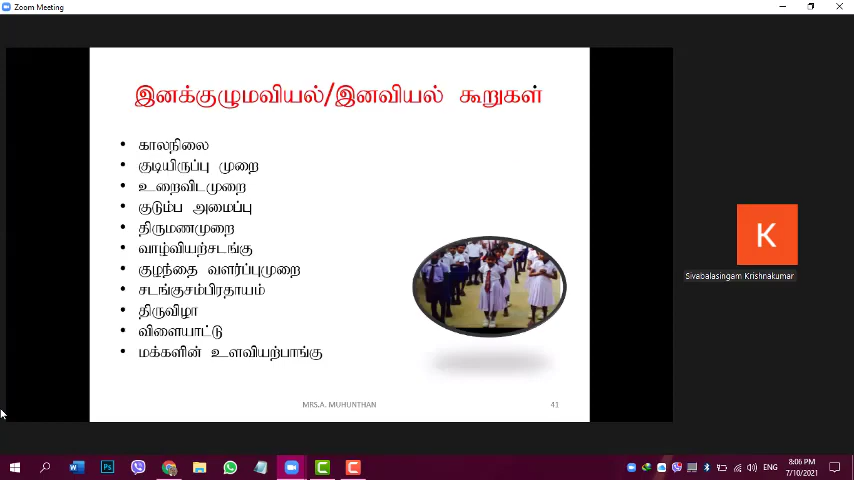 Zoom Meeting
இனக்குழுமவியல்/இனவியல் கூறுகள்
• காலநிலை
• குடியிருப்பு முறை
• உறைவிடமுறை
• குடும்ப அமைப்பு
• திருமணமுறை
• வாழ்வியற்சடங்கு
• குழந்தை வளர்ப்புமுறை
• சடங்குசம்பிரதாயம்
• திருவிழா
• விளையாட்டு
• மக்களின் உளவியற்பாங்கு
MRS.A. MUHUNTHAN
41
K
Sivabalasingam Krishnakumar
ENG
8:06 PM
7/10/2021